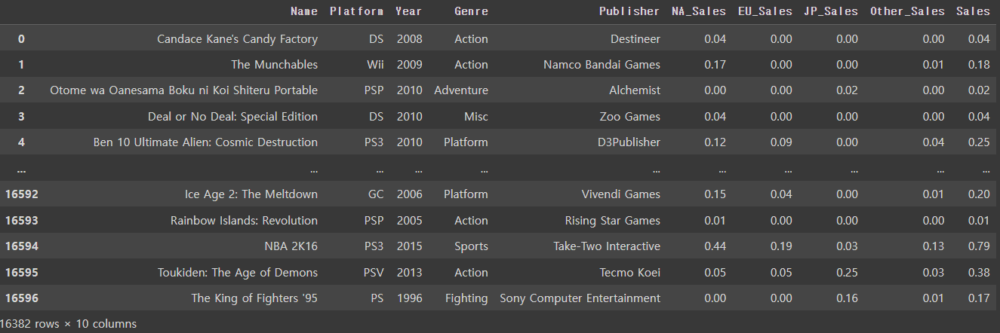 Name Platform Year Genre Publisher NA_Sales EU_Sales JP_Sales Other_Sales Sales
0 Candace Kane's Candy Factory DS 2008 Action Destineer 0.04 0.00 0.00 0.00 0.04
1 The Munchables Wii 2009 Action Namco Bandai Games 0.17 0.00 0.00 0.01 0.18
2 Otome wa Oanesama Boku ni Koi Shiteru Portable PSP 2010 Adventure Alchemist 0.00 0.00 0.02 0.00 0.02
3 Deal or No Deal: Special Edition DS 2010 Misc Zoo Games 0.04 0.00 0.00 0.00 0.04
4 Ben 10 Ultimate Alien: Cosmic Destruction PS3 2010 Platform D3Publisher 0.12 0.09 0.00 0.04 0.25
... ... ... ... ... ... ... ... ... ... ...
16592 Ice Age 2: The Meltdown GC 2006 Platform Vivendi Games 0.15 0.04 0.00 0.01 0.20
16593 Rainbow Islands: Revolution PSP 2005 Action Rising Star Games 0.01 0.00 0.00 0.00 0.01
16594 NBA 2K16 PS3 2015 Sports Take-Two Interactive 0.44 0.19 0.03 0.13 0.79
16595 Toukiden: The Age of Demons PSV 2013 Action Tecmo Koei 0.05 0.05 0.25 0.03 0.38
16596 The King of Fighters '95 PS 1996 Fighting Sony Computer Entertainment 0.00 0.00 0.16 0.01 0.17
16382 rows × 10 columns